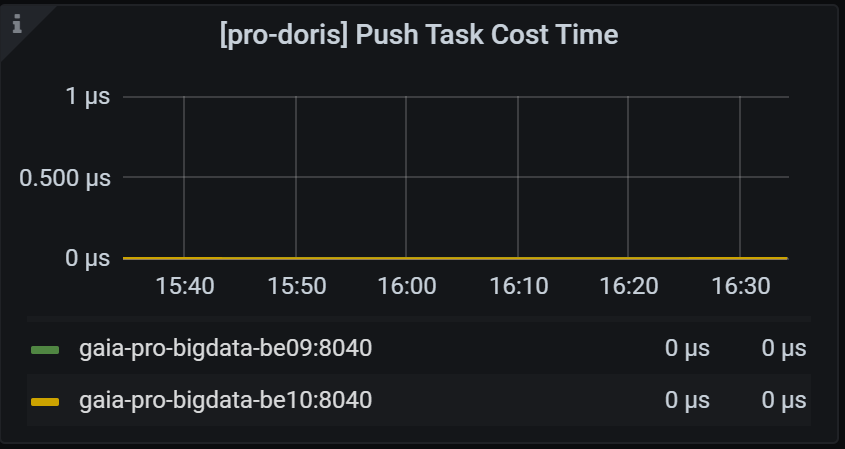 i
[pro-doris] Push Task Cost Time
1 µs
0.500 µs
0 µs
15:40 15:50 16:00 16:10 16:20 16:30
gaia-pro-bigdata-be09:8040 0 µs 0 µs
gaia-pro-bigdata-be10:8040 0 µs 0 µs